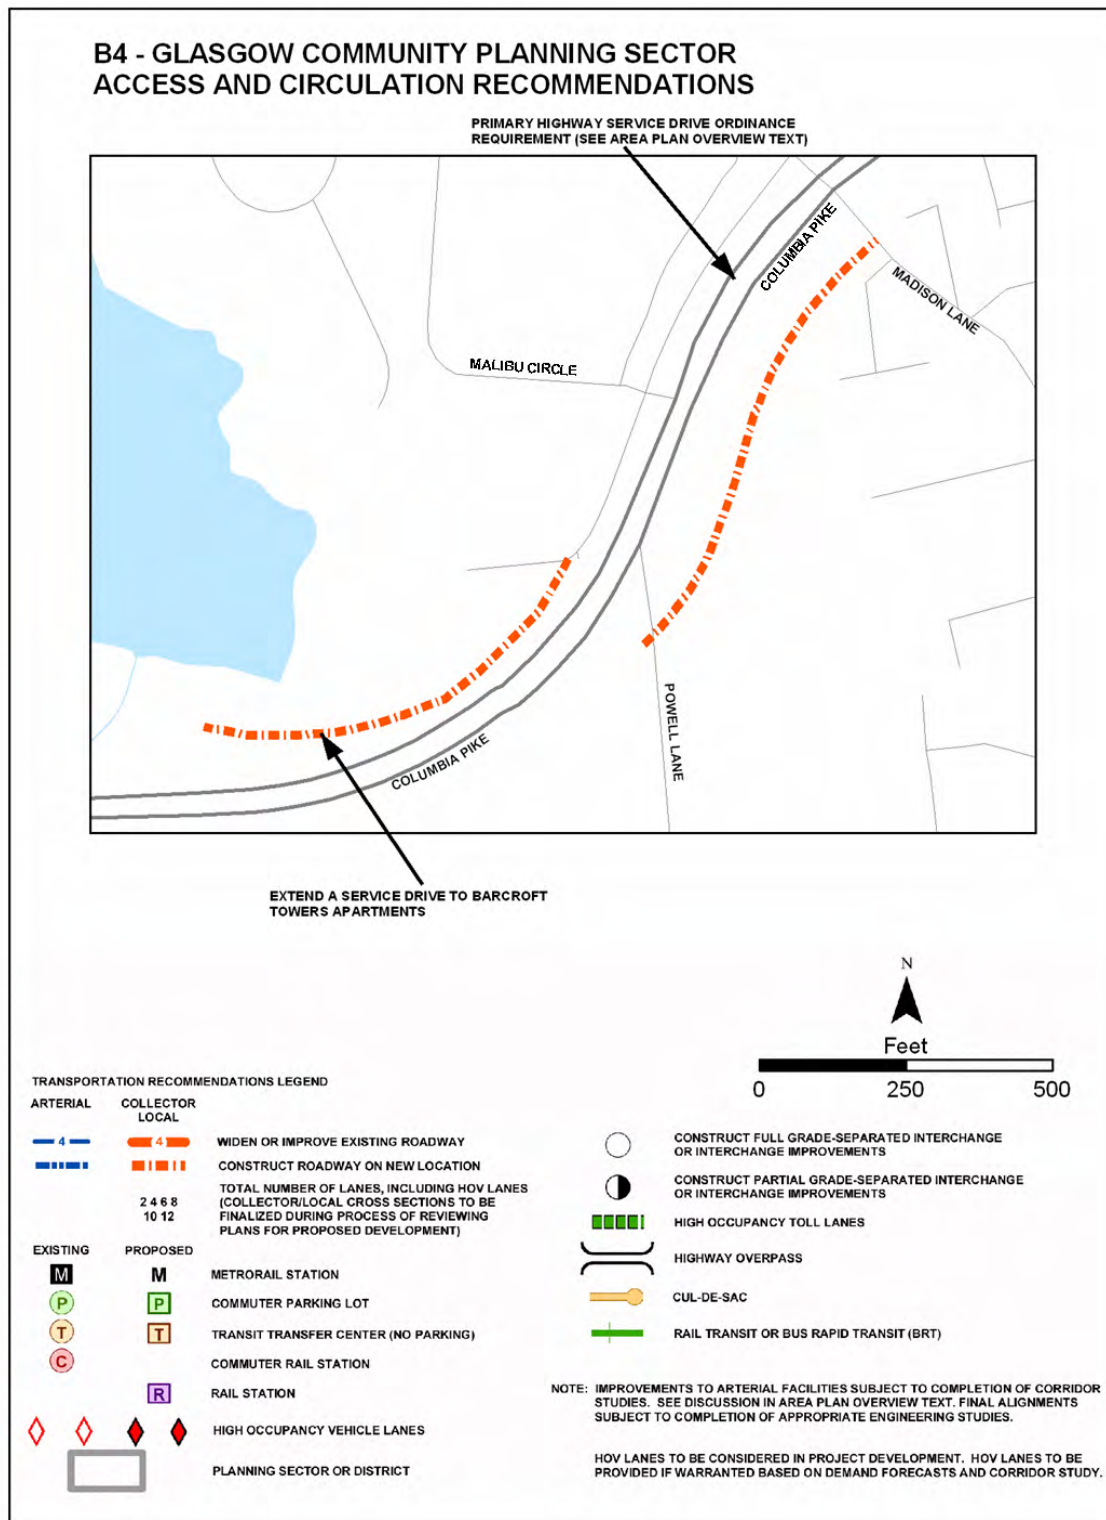 B4 - GLASGOW COMMUNITY PLANNING SECTOR
ACCESS AND CIRCULATION RECOMMENDATIONS
PRIMARY HIGHWAY SERVICE DRIVE ORDINANCE
REQUIREMENT (SEE AREA PLAN OVERVIEW TEXT)
COLUMBIA PIKE
MADISON LANE
MALIBU CIRCLE
POWELL LANE
COLUMBIA PIKE
EXTEND A SERVICE DRIVE TO BARCROFT
TOWERS APARTMENTS
N
Feet
0 250 500
TRANSPORTATION RECOMMENDATIONS LEGEND
ARTERIAL COLLECTOR
LOCAL
4 4 WIDEN OR IMPROVE EXISTING ROADWAY
CONSTRUCT ROADWAY ON NEW LOCATION
2 4 6 8
10 12
TOTAL NUMBER OF LANES, INCLUDING HOV LANES
(COLLECTOR/LOCAL CROSS SECTIONS TO BE
FINALIZED DURING PROCESS OF REVIEWING
PLANS FOR PROPOSED DEVELOPMENT)
EXISTING PROPOSED
M M METRORAIL STATION
P P COMMUTER PARKING LOT
T T TRANSIT TRANSFER CENTER (NO PARKING)
C COMMUTER RAIL STATION
R RAIL STATION
HIGH OCCUPANCY VEHICLE LANES
PLANNING SECTOR OR DISTRICT
CONSTRUCT FULL GRADE-SEPARATED INTERCHANGE
OR INTERCHANGE IMPROVEMENTS
CONSTRUCT PARTIAL GRADE-SEPARATED INTERCHANGE
OR INTERCHANGE IMPROVEMENTS
HIGH OCCUPANCY TOLL LANES
HIGHWAY OVERPASS
CUL-DE-SAC
RAIL TRANSIT OR BUS RAPID TRANSIT (BRT)
NOTE: IMPROVEMENTS TO ARTERIAL FACILITIES SUBJECT TO COMPLETION OF CORRIDOR
STUDIES. SEE DISCUSSION IN AREA PLAN OVERVIEW TEXT. FINAL ALIGNMENTS
SUBJECT TO COMPLETION OF APPROPRIATE ENGINEERING STUDIES.
HOV LANES TO BE CONSIDERED IN PROJECT DEVELOPMENT. HOV LANES TO BE
PROVIDED IF WARRANTED BASED ON DEMAND FORECASTS AND CORRIDOR STUDY.